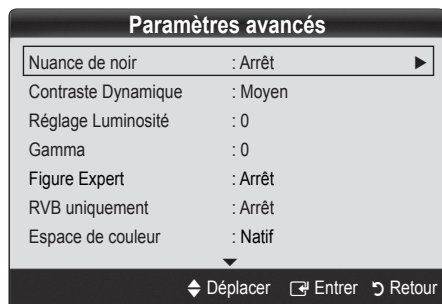 Paramètres avancés
Nuance de noir : Arrêt
Contraste Dynamique : Moyen
Réglage Luminosité : 0
Gamma : 0
Figure Expert : Arrêt
RVB uniquement : Arrêt
Espace de couleur : Natif
Déplacer Entrer Retour